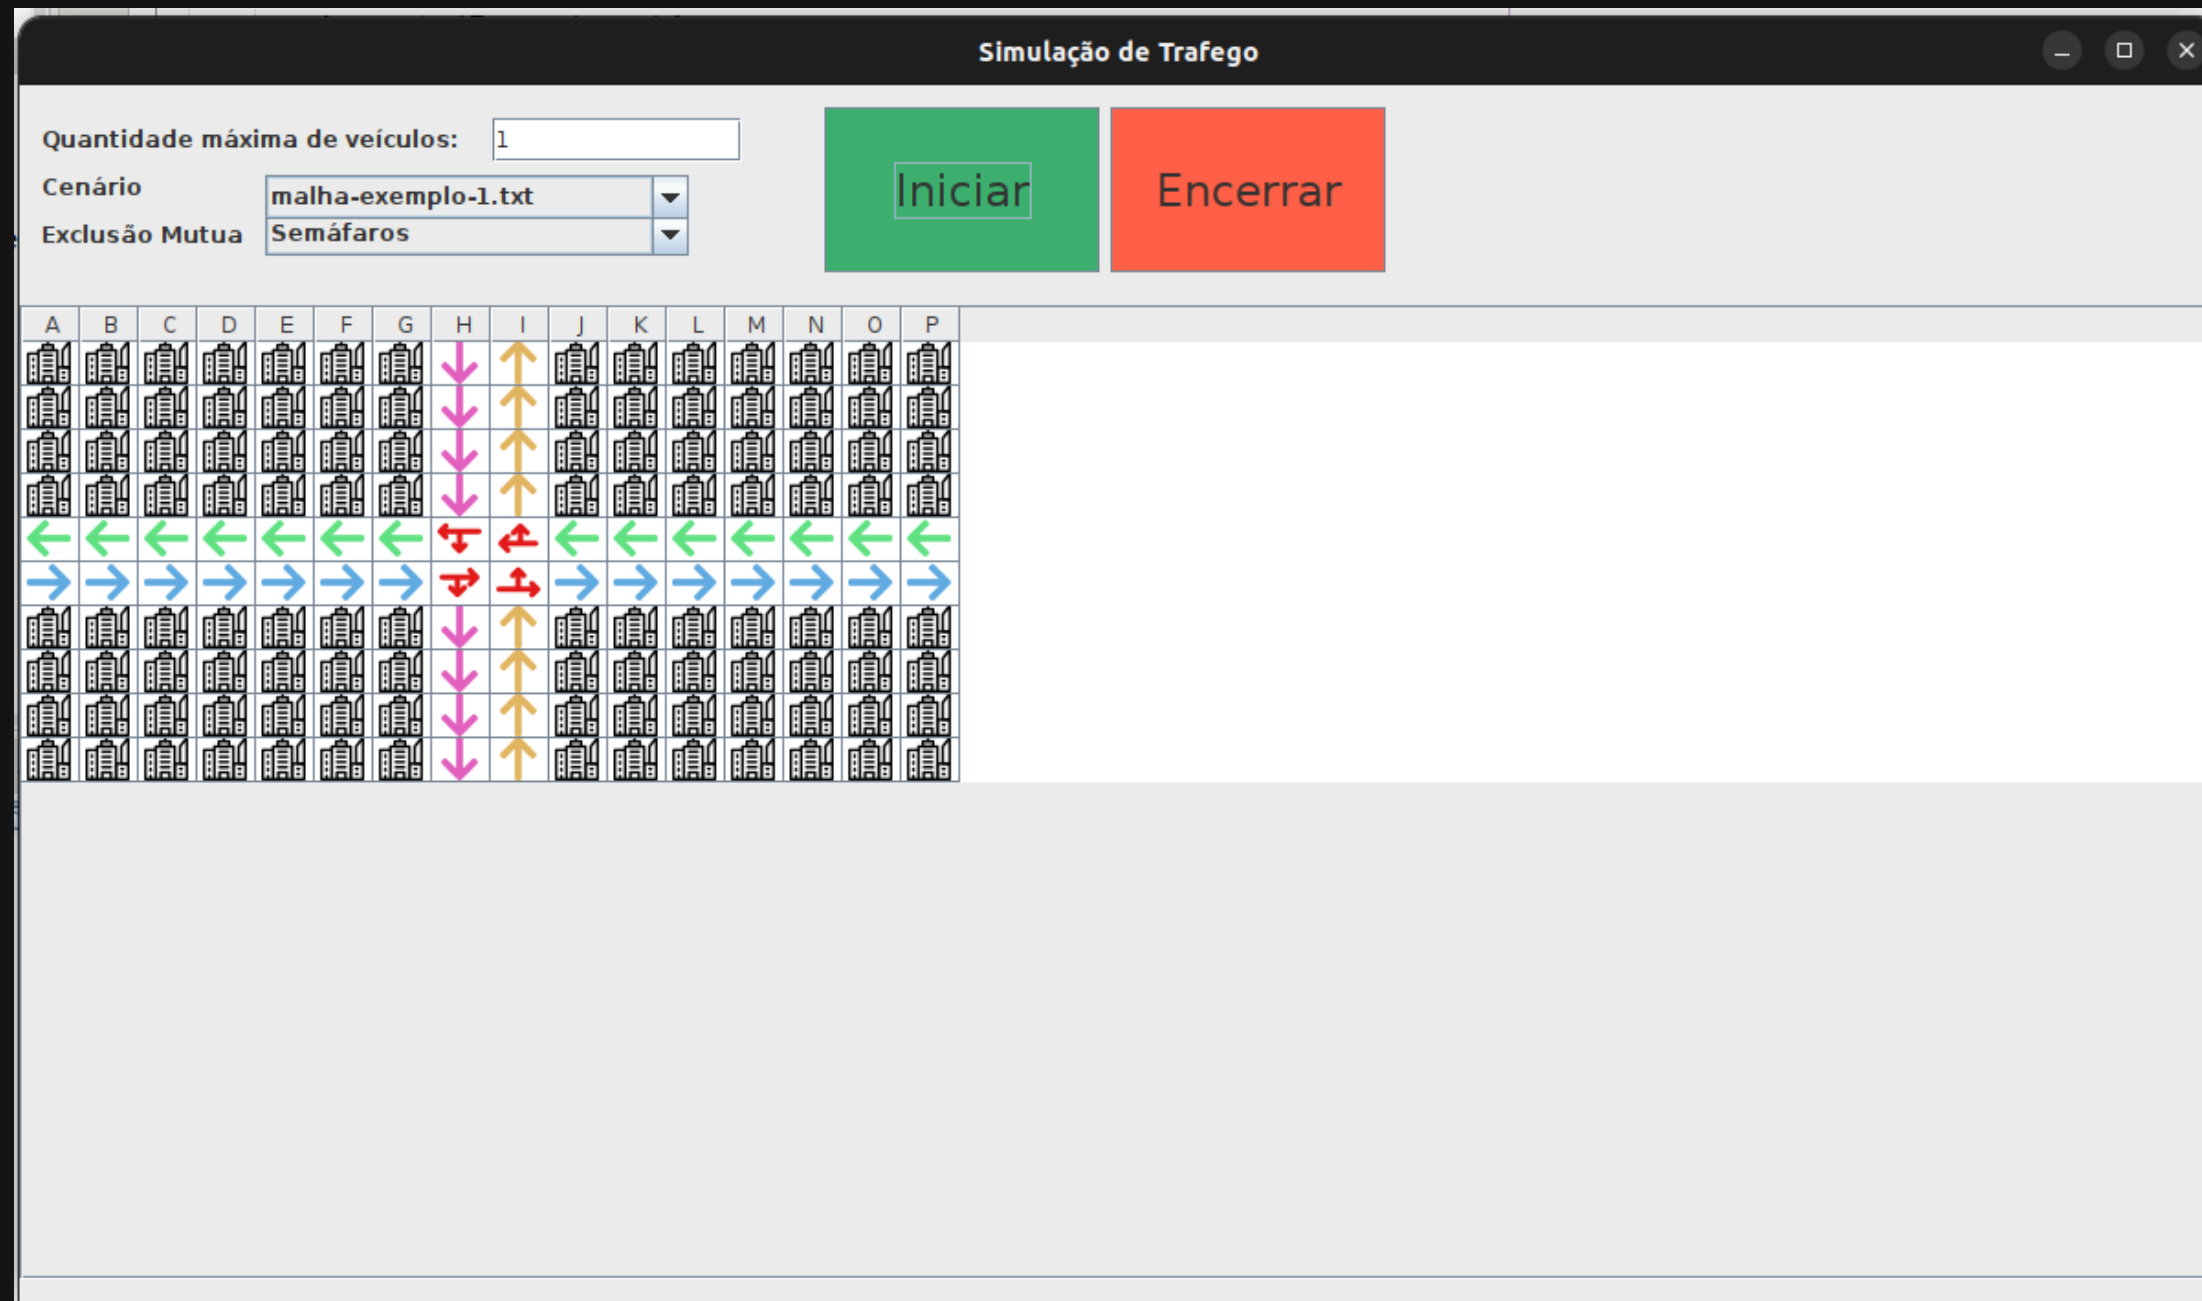 Simulação de Trafego
Quantidade máxima de veículos: 1
Cenário malha-exemplo-1.txt
Exclusão Mutua Semáfaros
Iniciar Encerrar
A B C D E F G H I J K L M N O P